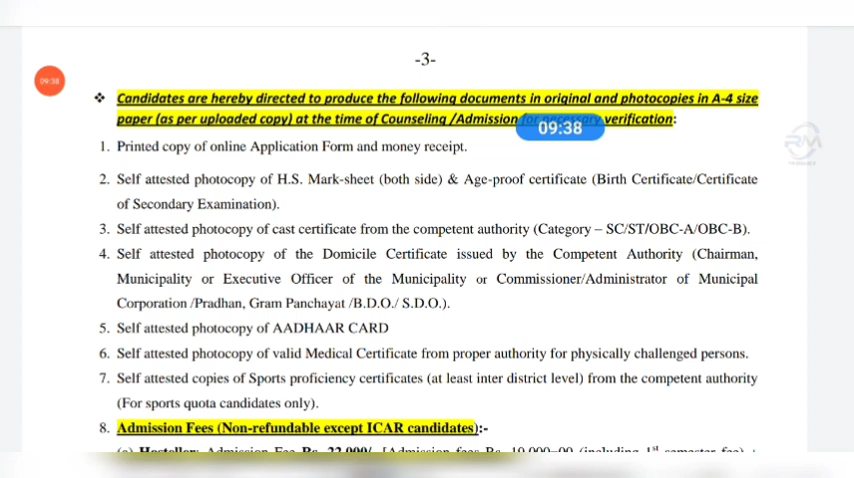 -3-
09:38
❖ Candidates are hereby directed to produce the following documents in original and photocopies in A-4 size
paper (as per uploaded copy) at the time of Counseling /Admission verification:
09:38
RM
1. Printed copy of online Application Form and money receipt.
2. Self attested photocopy of H.S. Mark-sheet (both side) & Age-proof certificate (Birth Certificate/Certificate
of Secondary Examination).
3. Self attested photocopy of cast certificate from the competent authority (Category – SC/ST/OBC-A/OBC-B).
4. Self attested photocopy of the Domicile Certificate issued by the Competent Authority (Chairman,
Municipality or Executive Officer of the Municipality or Commissioner/Administrator of Municipal
Corporation /Pradhan, Gram Panchayat /B.D.O./ S.D.O.).
5. Self attested photocopy of AADHAAR CARD
6. Self attested photocopy of valid Medical Certificate from proper authority for physically challenged persons.
7. Self attested copies of Sports proficiency certificates (at least inter district level) from the competent authority
(For sports quota candidates only).
8. Admission Fees (Non-refundable except ICAR candidates):-